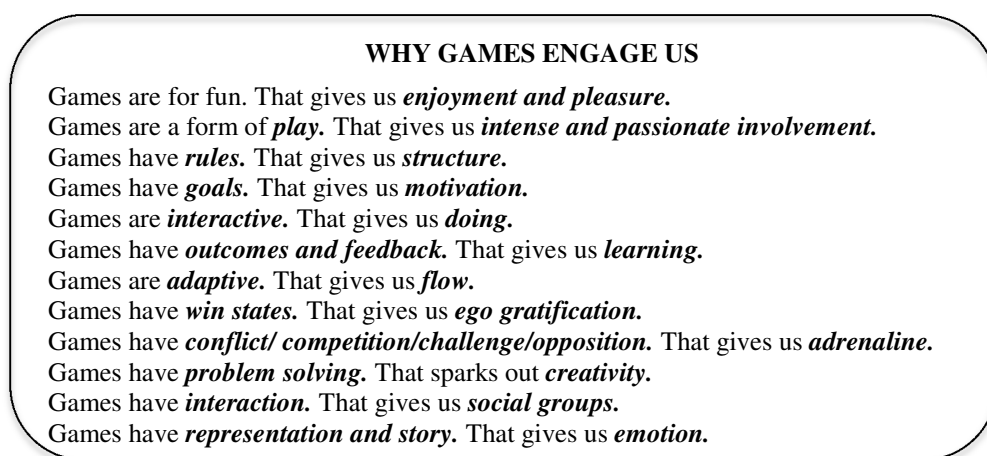 WHY GAMES ENGAGE US
Games are for fun. That gives us enjoyment and pleasure.
Games are a form of play. That gives us intense and passionate involvement.
Games have rules. That gives us structure.
Games have goals. That gives us motivation.
Games are interactive. That gives us doing.
Games have outcomes and feedback. That gives us learning.
Games are adaptive. That gives us flow.
Games have win states. That gives us ego gratification.
Games have conflict/ competition/challenge/opposition. That gives us adrenaline.
Games have problem solving. That sparks out creativity.
Games have interaction. That gives us social groups.
Games have representation and story. That gives us emotion.